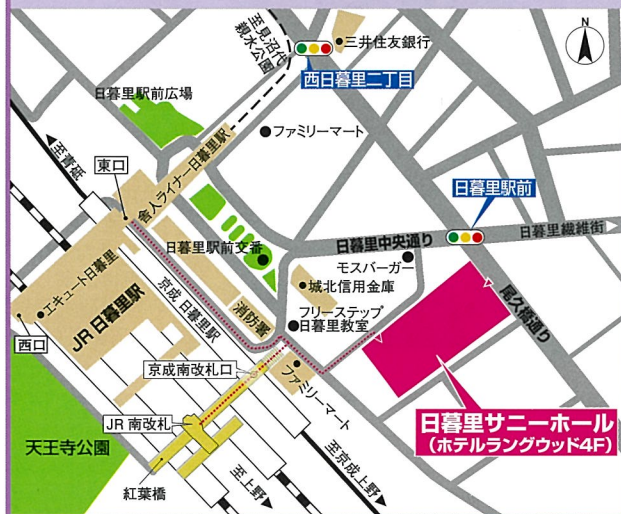 N
至見沼代
親水公園
三井住友銀行
西日暮里二丁目
日暮里駅前広場
ファミリーマート
至青砥
東口
舎人ライナー日暮里駅
日暮里駅前
日暮里中央通り
日暮里繊維街
日暮里駅前交番
モスバーガー
城北信用金庫
エキュート日暮里
京成 日暮里駅
消防署
フリーステップ
日暮里教室
尾久橋通り
西口
JR 日暮里駅
京成南改札口
ファミリーマート
JR 南改札
日暮里サニーホール
(ホテルラングウッド4F)
天王寺公園
紅葉橋
至上野
至京成上野